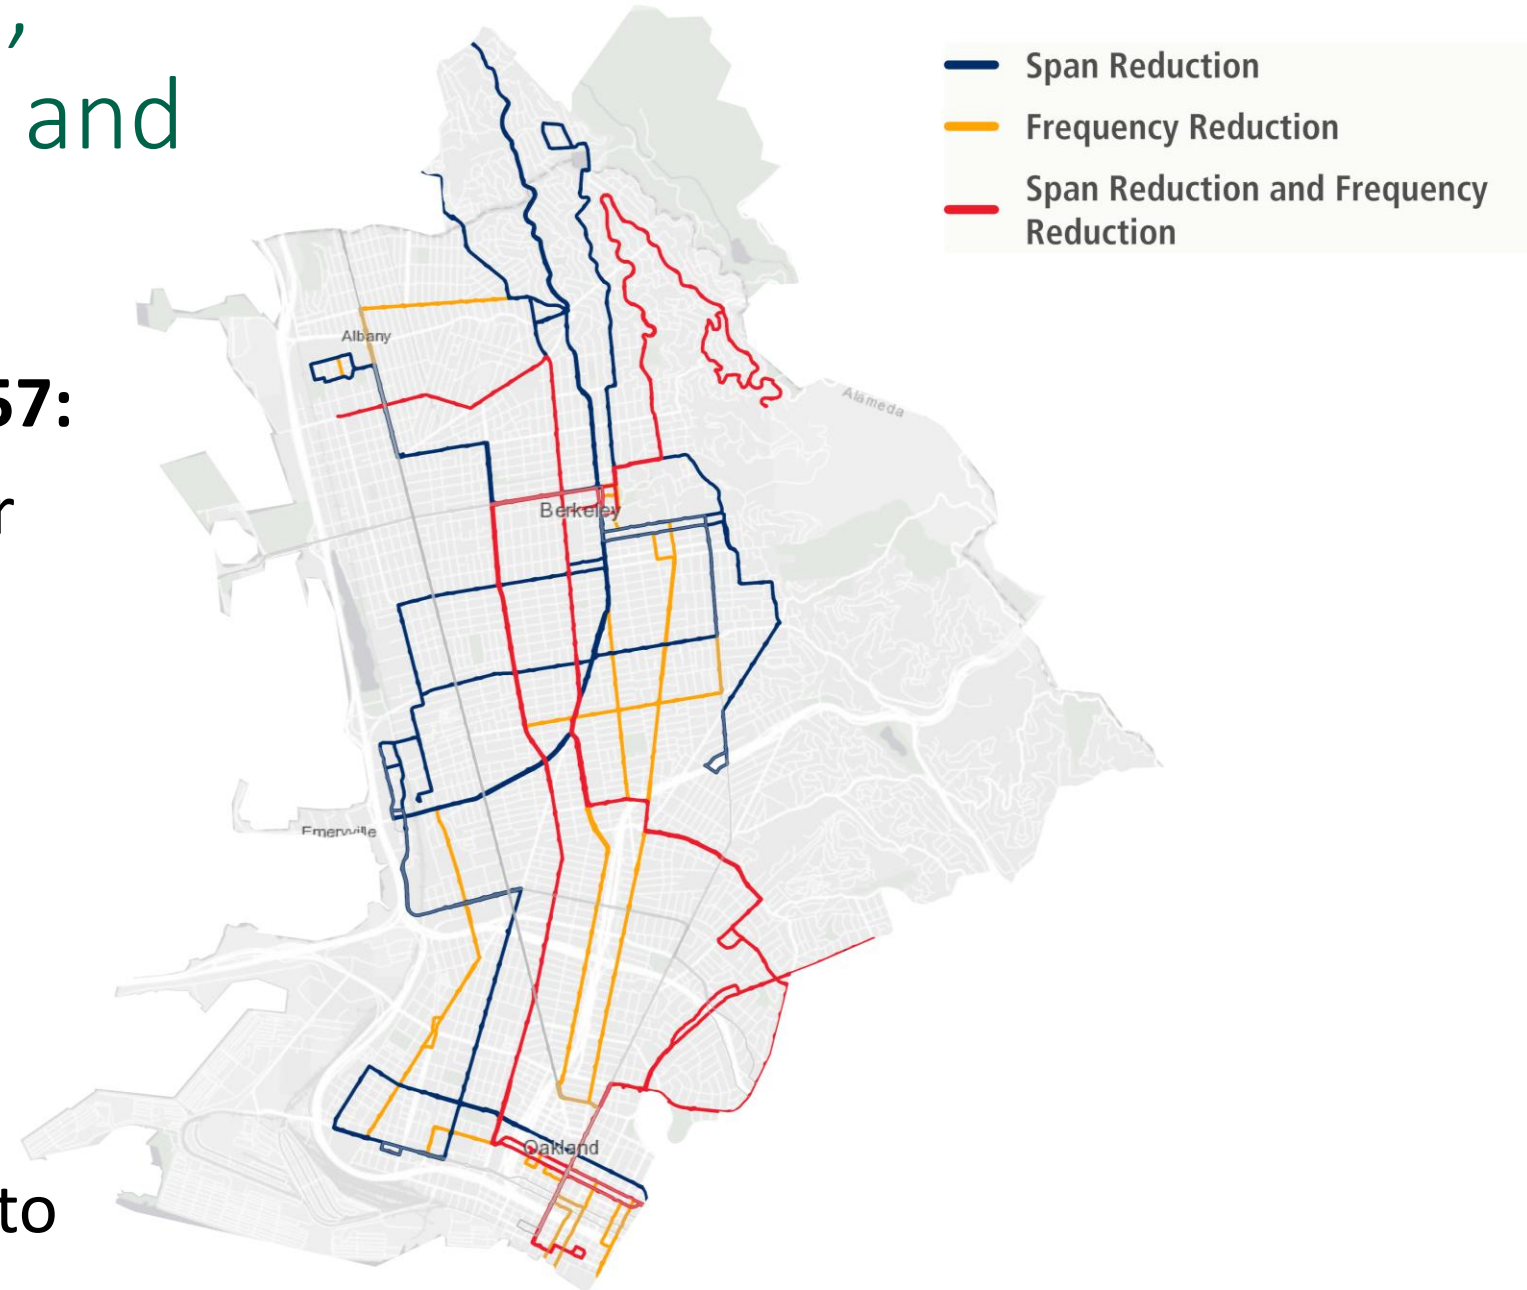 ,
and
57:
r
to
Span Reduction
Frequency Reduction
Span Reduction and Frequency
Reduction
Albany
Alameda
Berkeley
Emeryville
Oakland